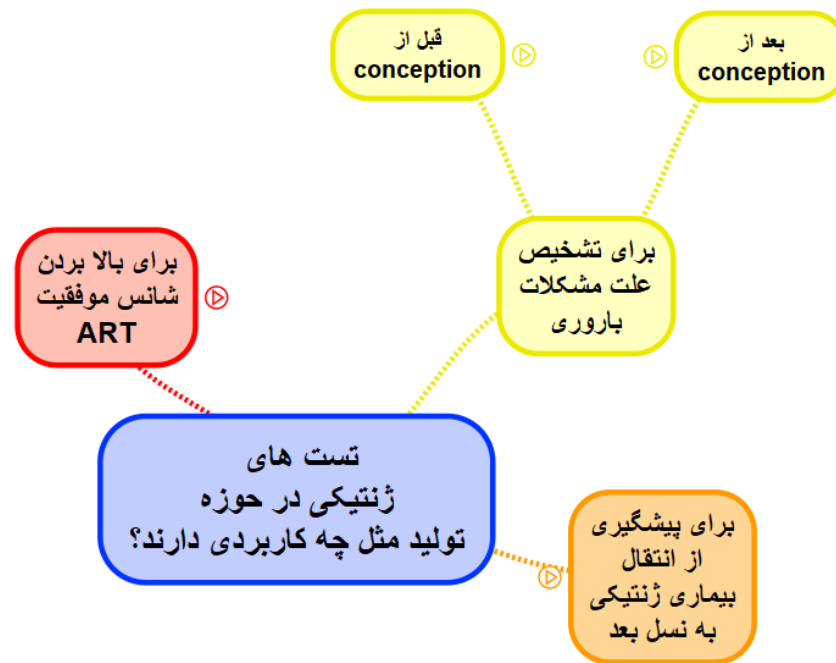 قبل از
conception
بعد از
conception
برای تشخیص
علت مشکلات
باروری
برای بالا بردن
شانس موفقیت
ART
تست های
ژنتیکی در حوزه
تولید مثل چه کاربردی دارند؟
برای پیشگیری
از انتقال
بیماری ژنتیکی
به نسل بعد